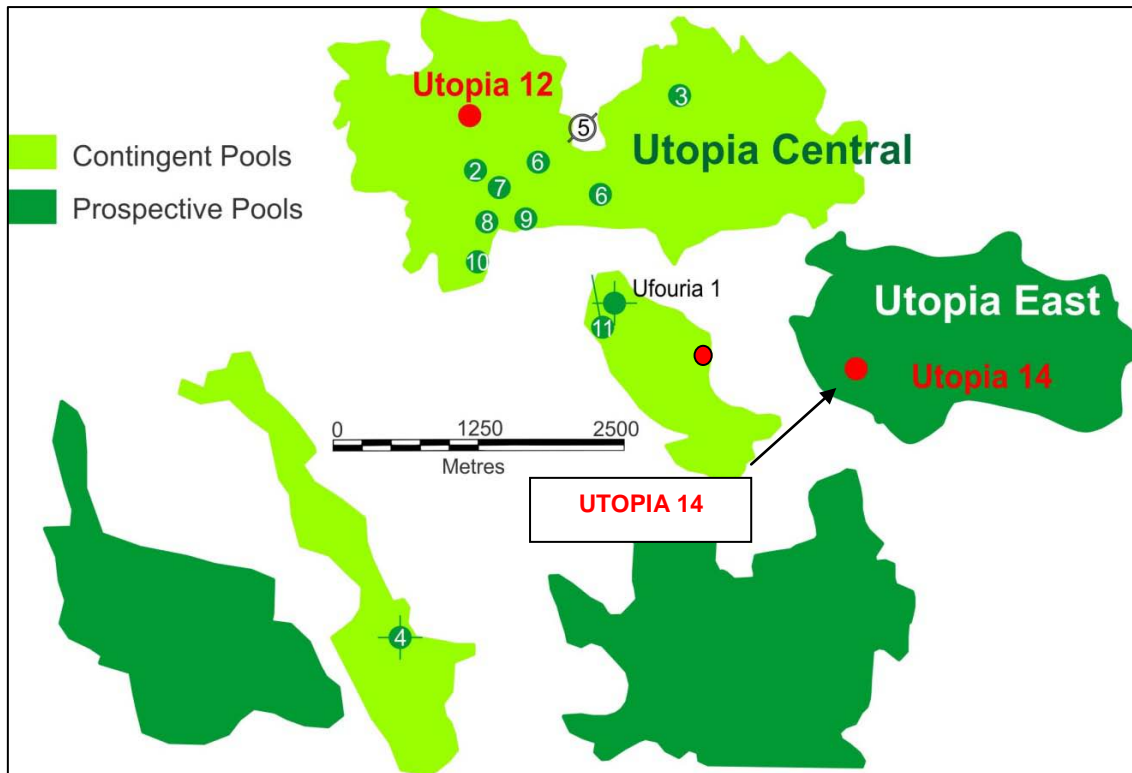 Utopia 12
3
5
Utopia Central
Contingent Pools
Prospective Pools
2
6
7
6
8
9
10
Ufouria 1
11
Utopia East
Utopia 14
0 1250 2500
Metres
UTOPIA 14
4